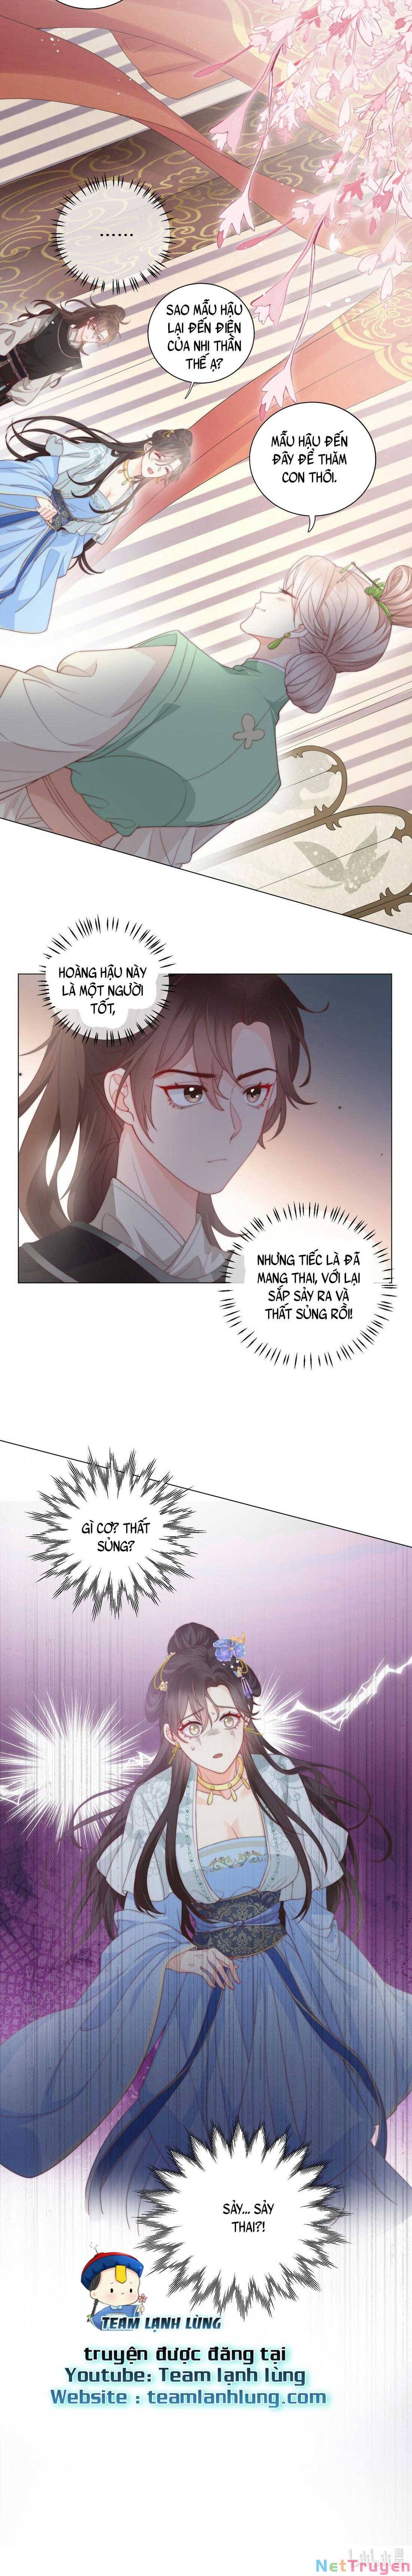 ......
SAO MẪU HẬU
LẠI ĐẾN ĐIỆN
CỦA NHI THẦN
THẾ Ạ?
MẪU HẬU ĐẾN
ĐÂY ĐỂ THĂM
CON THÔI.
HOÀNG HẬU NÀY
LÀ MỘT NGƯỜI
TỐT,
NHƯNG TIẾC LÀ ĐÃ
MANG THAI, VỚI LẠI
SẮP SẢY RA VÀ
THẤT SỦNG RỒI!
GÌ CƠ? THẤT
SỦNG?
SẢY... SẢY
THAI?!
TEAM LẠNH LÙNG
truyện được đăng tại
Youtube: Team lạnh lùng
Website : teamlanhlung.com
NetTruyen